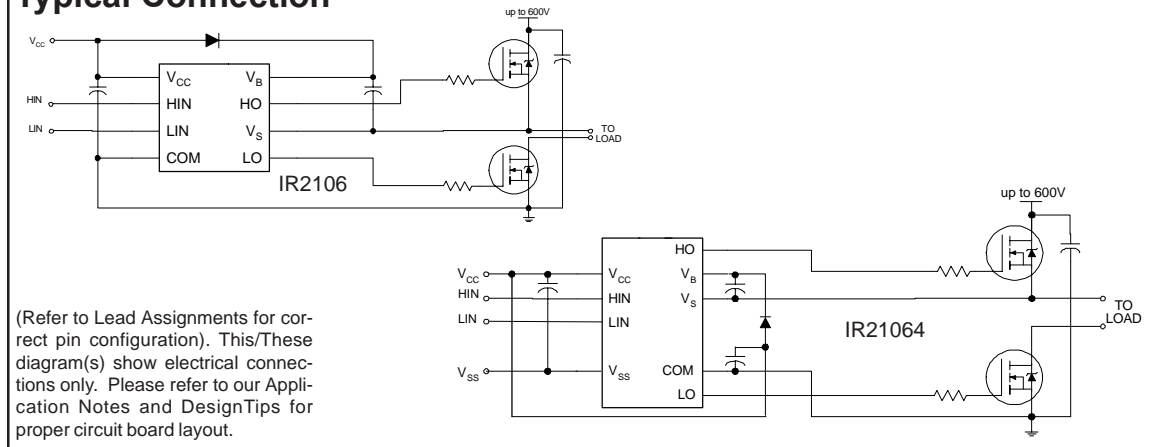 Typical Connection
up to 600V
VCC
VCC
VB
HIN
HIN
HO
LIN
LIN
VS
TO
LOAD
COM
LO
IR2106
up to 600V
HO
VCC
VCC
VB
HIN
HIN
VS
LIN
LIN
TO
LOAD
IR21064
VSS
VSS
COM
LO
(Refer to Lead Assignments for cor-
rect pin configuration). This/These
diagram(s) show electrical connec-
tions only. Please refer to our Appli-
cation Notes and DesignTips for
proper circuit board layout.